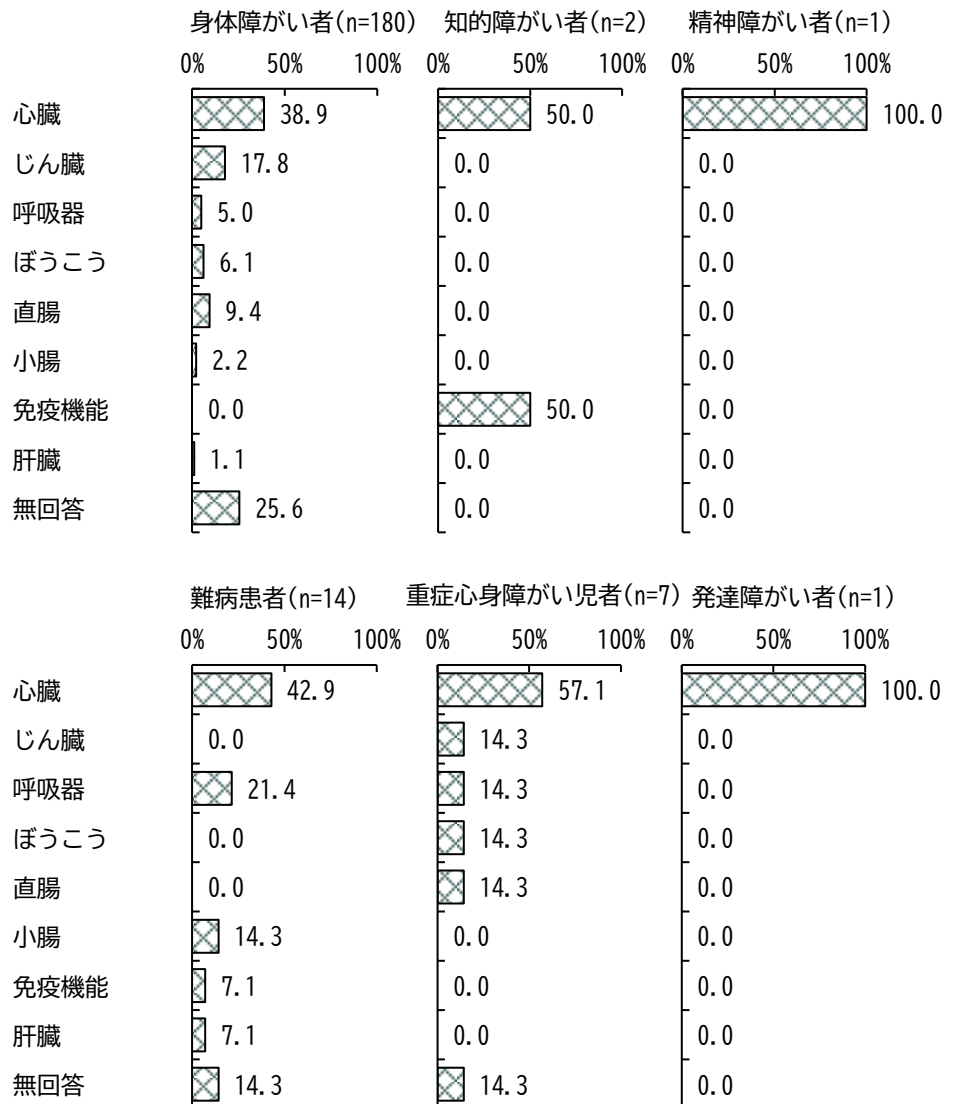 身体障がい者(n=180) 知的障がい者(n=2) 精神障がい者(n=1)
0% 50% 100% 0% 50% 100% 0% 50% 100%
心臓 38.9 50.0 100.0
じん臓 17.8 0.0 0.0
呼吸器 5.0 0.0 0.0
ぼうこう 6.1 0.0 0.0
直腸 9.4 0.0 0.0
小腸 2.2 0.0 0.0
免疫機能 0.0 50.0 0.0
肝臓 1.1 0.0 0.0
無回答 25.6 0.0 0.0
難病患者(n=14) 重症心身障がい児者(n=7) 発達障がい者(n=1)
0% 50% 100% 0% 50% 100% 0% 50% 100%
心臓 42.9 57.1 100.0
じん臓 0.0 14.3 0.0
呼吸器 21.4 14.3 0.0
ぼうこう 0.0 14.3 0.0
直腸 0.0 14.3 0.0
小腸 14.3 0.0 0.0
免疫機能 7.1 0.0 0.0
肝臓 7.1 0.0 0.0
無回答 14.3 14.3 0.0